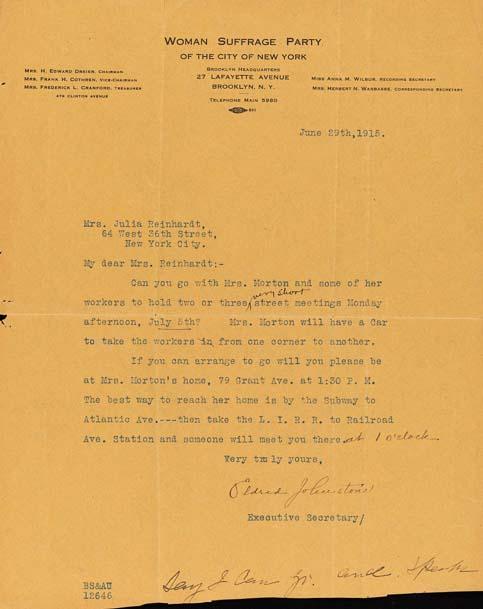 WOMAN SUFFRAGE PARTY
OF THE CITY OF NEW YORK
BROOKLYN HEADQUARTERS
27 LAFAYETTE AVENUE
BROOKLYN, N. Y.
TELEPHONE MAIN 5980
MRS. H. EDWARD DREIER, CHAIRMAN
MRS. FRANK H. COTHREN, VICE-CHAIRMAN
MRS. FREDERICK L. CRANFORD, TREASURER
478 CLINTON AVENUE
MISS ANNA M. WILBUR, RECORDING SECRETARY
MRS. HERBERT N. WARBASSE, CORRESPONDING SECRETARY
June 29th,1915.
Mrs. Julia Reinhardt,
64 West 36th Street,
New York City.
My dear Mrs. Reinhardt:-
Can you go with Mrs. Morton and some of her
very short
workers to hold two or three street meetings Monday
afternoon, July 5th? Mrs. Morton will have a Car
to take the workers in from one corner to another.
If you can arrange to go will you please be
at Mrs. Morton's home, 79 Grant Ave. at 1:30 P. M.
The best way to reach her home is by the Subway to
Atlantic Ave.---then take the L. I. R. R. to Railroad
Ave. Station and someone will meet you there at 1 o'clock
Very truly yours,
Eldred Johnstone
Executive Secretary/
BS&AU
12646
Say I can go. and speak